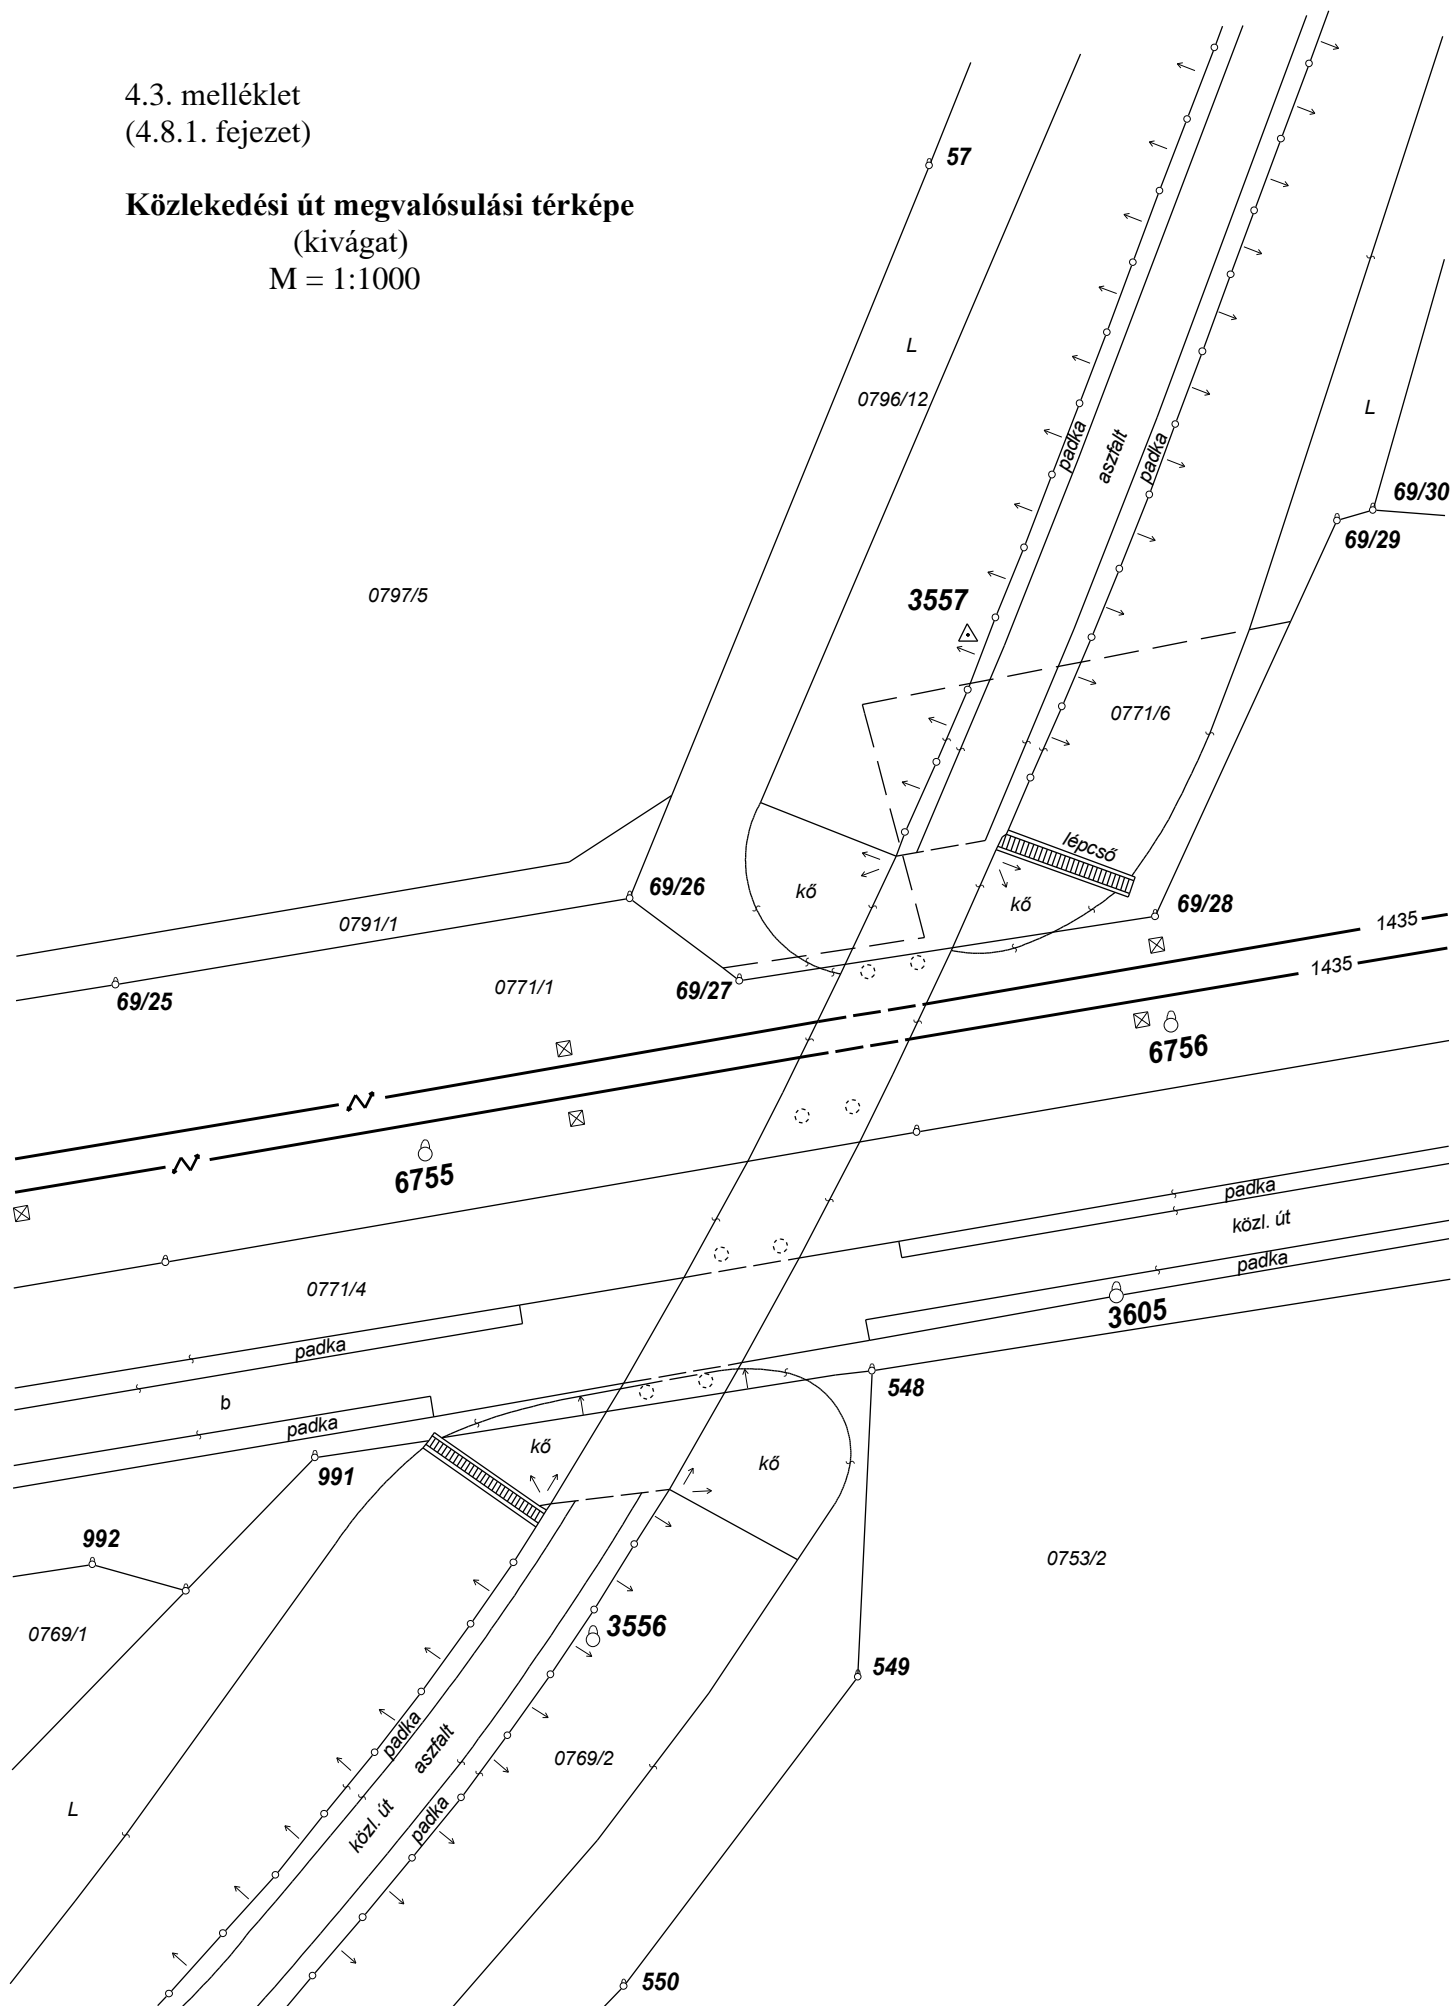 4.3. melléklet
(4.8.1. fejezet)
Közlekedési út megvalósulási térképe
(kivágat)
M = 1:1000
57
L
0796/12
L
padka
aszfalt
padka
69/30
69/29
0797/5
3557
0771/6
lépcső
69/26
kő
kő
69/28
0791/1
1435
69/25
0771/1
69/27
1435
6756
6755
padka
közl. út
padka
0771/4
3605
padka
548
b
padka
kő
kő
991
992
0753/2
0769/1
3556
549
padka
aszfalt
0769/2
L
közl. út
padka
550